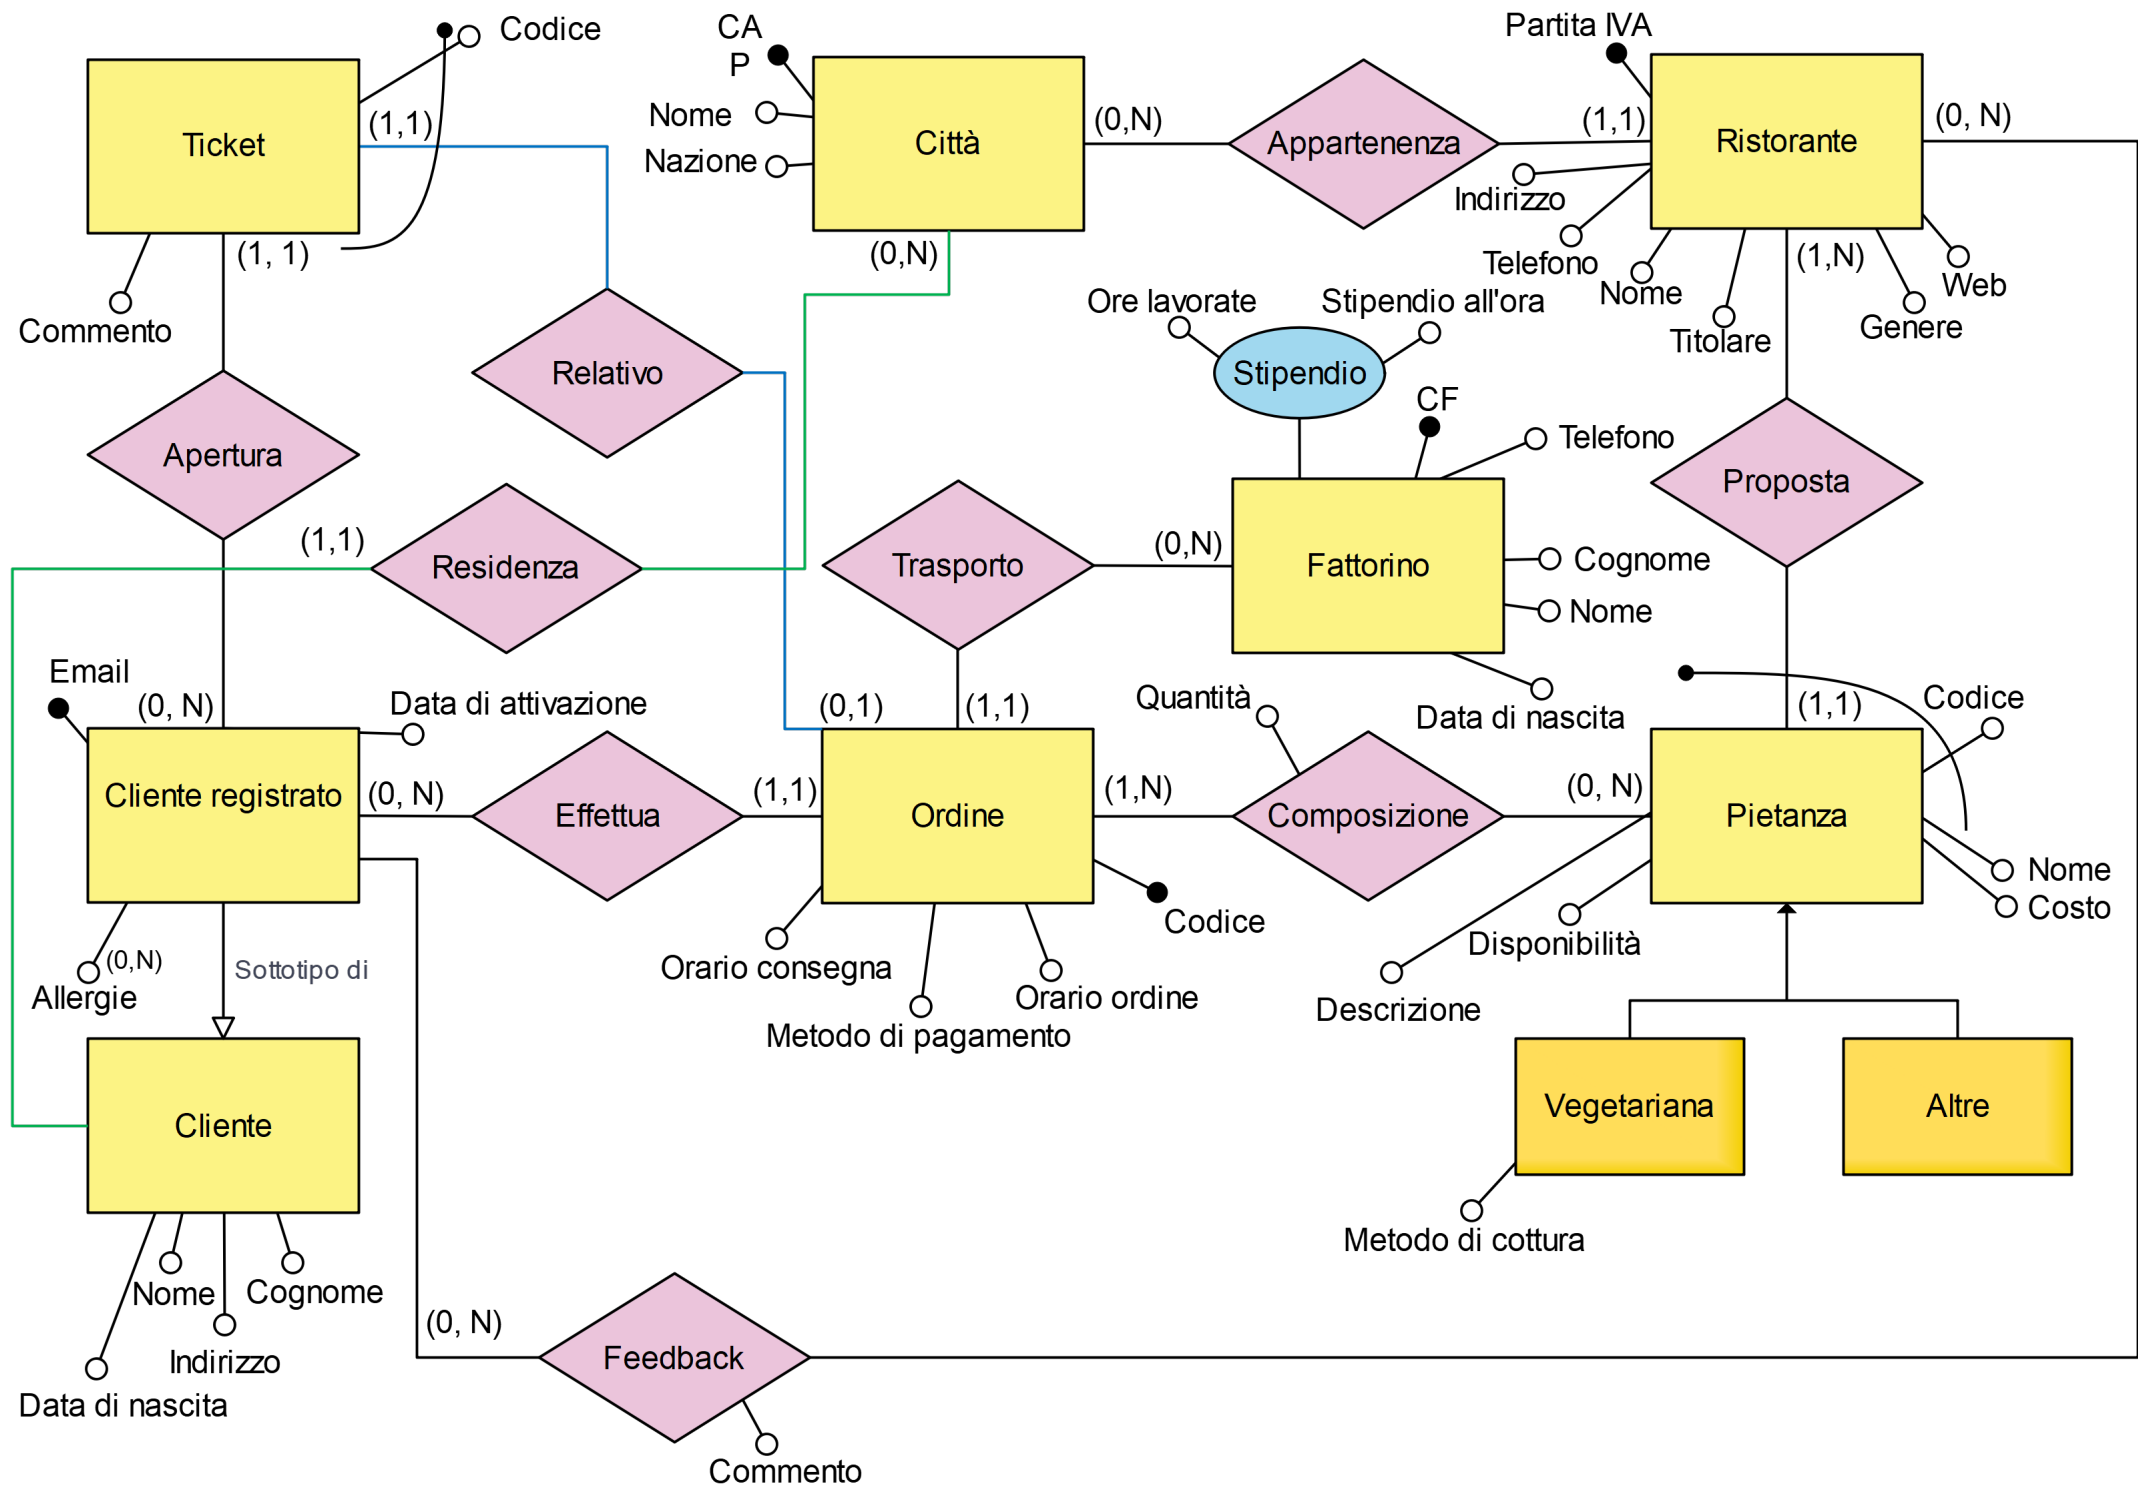 Codice
CA
P
Partita IVA
Ticket
(1,1)
Nome
Nazione
Città
(0,N)
Appartenenza
(1,1)
Ristorante
(0, N)
Indirizzo
(1, 1)
(0,N)
Telefono
Nome
Titolare
(1,N)
Genere
Web
Commento
Ore lavorate
Stipendio all'ora
Relativo
Stipendio
CF
Telefono
Apertura
Proposta
(1,1)
Residenza
Trasporto
(0,N)
Fattorino
Cognome
Nome
Email
(0, N)
Data di attivazione
(0,1)
(1,1)
Quantità
Data di nascita
(1,1)
Codice
Cliente registrato
(0, N)
Effettua
(1,1)
Ordine
(1,N)
Composizione
(0, N)
Pietanza
Nome
Costo
Codice
Disponibilità
(0,N)
Allergie
Sottotipo di
Orario consegna
Orario ordine
Metodo di pagamento
Descrizione
Cliente
Vegetariana
Altre
Metodo di cottura
Nome
Cognome
Indirizzo
Data di nascita
(0, N)
Feedback
Commento